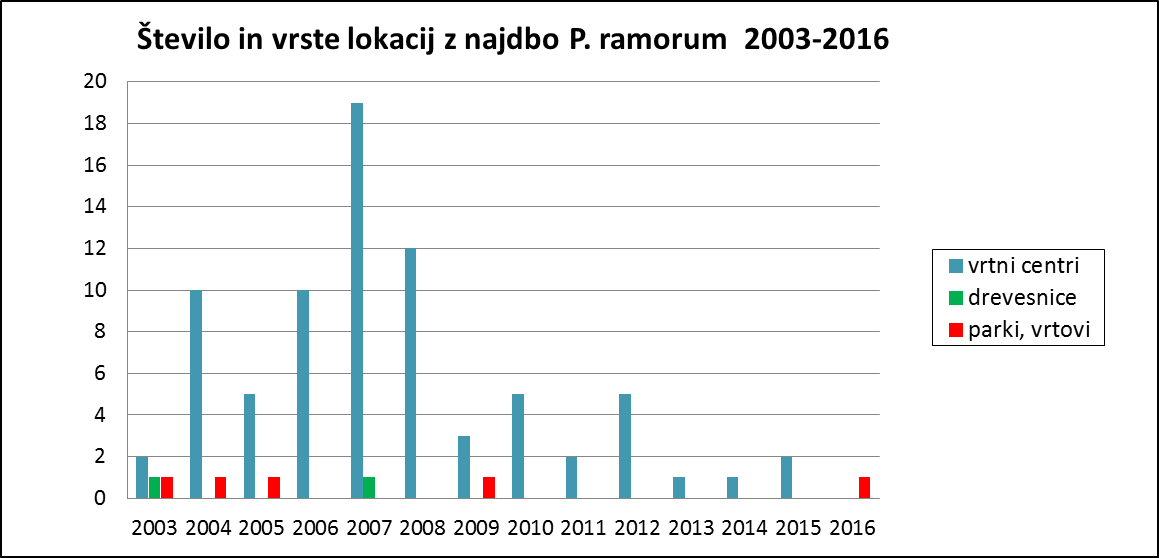 Število in vrste lokacij z najdbo P. ramorum 2003-2016
20
18
16
14
12
10
8
6
4
2
0
2003 2004 2005 2006 2007 2008 2009 2010 2011 2012 2013 2014 2015 2016
vrtni centri
drevesnice
parki, vrtovi